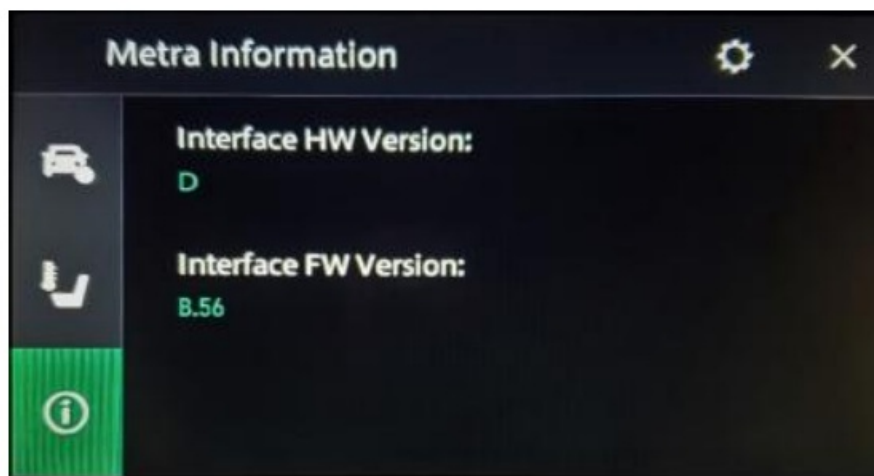 Metra Information
Interface HW Version:
D
Interface FW Version:
B.56